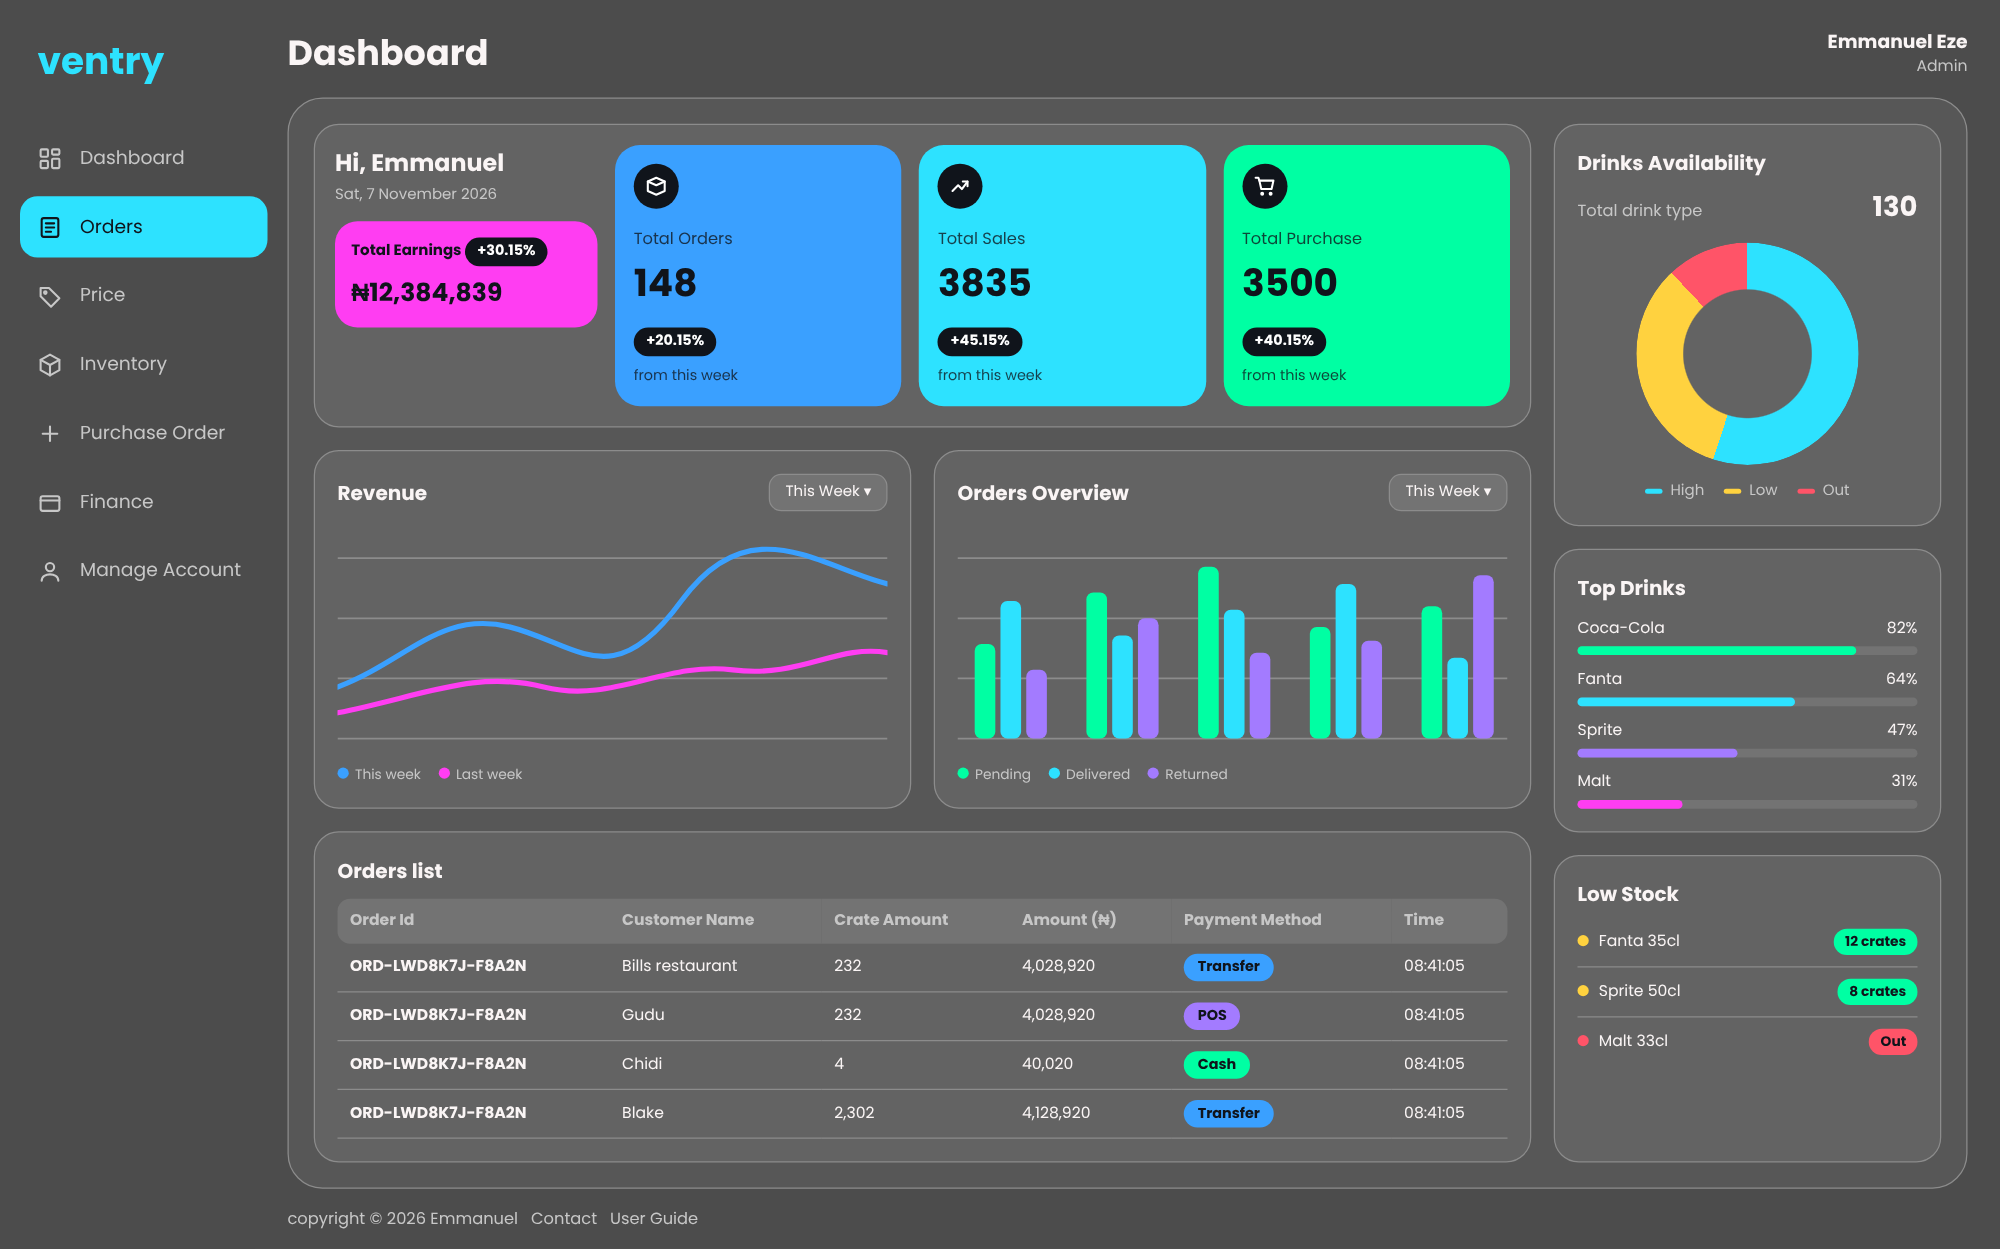 ventry
Dashboard
Orders
Price
Inventory
Purchase Order
Finance
Manage Account
Dashboard
Emmanuel Eze
Admin
Hi, Emmanuel
Sat, 7 November 2026
Total Earnings +30.15%
₦12,384,839
Total Orders
148
+20.15%
from this week
Total Sales
3835
+45.15%
from this week
Total Purchase
3500
+40.15%
from this week
Drinks Availability
Total drink type 130
High Low Out
Revenue
This Week ▾
This week Last week
Orders Overview
This Week ▾
Pending Delivered Returned
Top Drinks
Coca-Cola 82%
Fanta 64%
Sprite 47%
Malt 31%
Orders list
Order Id Customer Name Crate Amount Amount (₦) Payment Method Time
ORD-LWD8K7J-F8A2N Bills restaurant 232 4,028,920 Transfer 08:41:05
ORD-LWD8K7J-F8A2N Gudu 232 4,028,920 POS 08:41:05
ORD-LWD8K7J-F8A2N Chidi 4 40,020 Cash 08:41:05
ORD-LWD8K7J-F8A2N Blake 2,302 4,128,920 Transfer 08:41:05
Low Stock
Fanta 35cl 12 crates
Sprite 50cl 8 crates
Malt 33cl Out
copyright © 2026 Emmanuel Contact User Guide